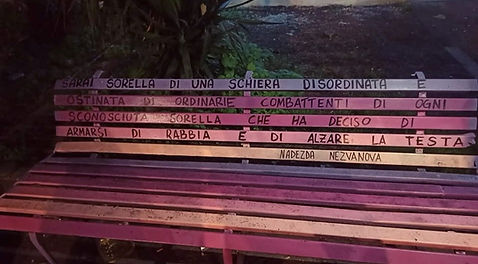 SARAI SORELLA DI UNA SCHIERA DISORDINATA E
OSTINATA DI ORDINARIE COMBATTENTI DI OGNI
SCONOSCIUTA SORELLA CHE HA DECISO DI
ARMARSI DI RABBIA E DI ALZARE LA TESTA
NADEZDA NEZVANOVA